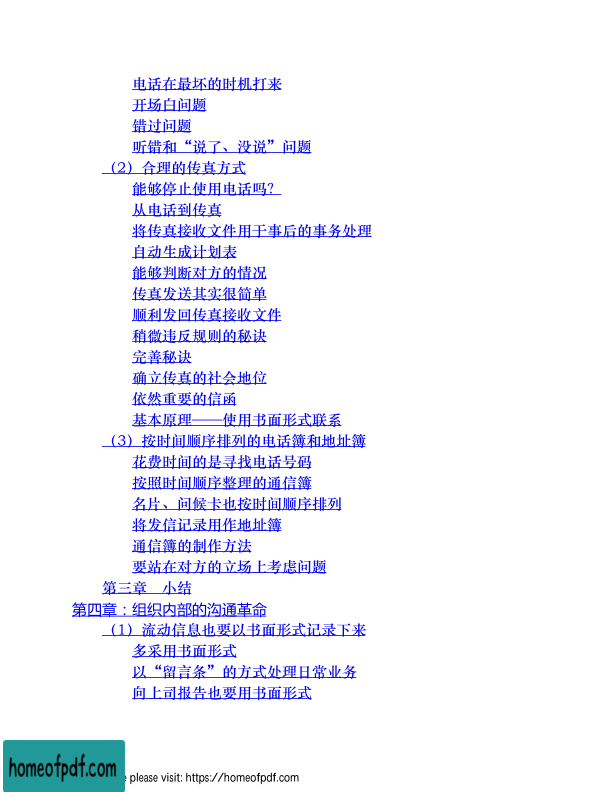 电话在最坏的时机打来
开场白问题
错过问题
听错和“说了、没说”问题
（2）合理的传真方式
能够停止使用电话吗？
从电话到传真
将传真接收文件用于事后的事务处理
自动生成计划表
能够判断对方的情况
传真发送其实很简单
顺利发回传真接收文件
稍微违反规则的秘诀
完善秘诀
确立传真的社会地位
依然重要的信函
基本原理——使用书面形式联系
（3）按时间顺序排列的电话簿和地址簿
花费时间的是寻找电话号码
按照时间顺序整理的通信簿
名片、问候卡也按时间顺序排列
将发信记录用作地址簿
通信簿的制作方法
要站在对方的立场上考虑问题
第三章　小结
第四章：组织内部的沟通革命
（1）流动信息也要以书面形式记录下来
多采用书面形式
以“留言条”的方式处理日常业务
向上司报告也要用书面形式
homeofpdf.com
please visit: https://homeofpdf.com